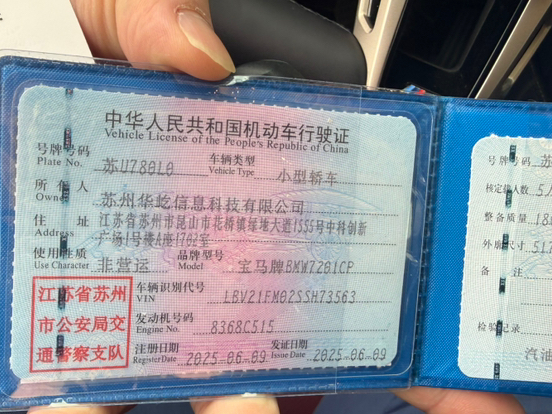 中华人民共和国机动车行驶证
Vehicle License of the People's Republic of China
号牌号码 苏U780L0 车辆类型 小型轿车
Plate No. Vehicle Type
所有人 苏州华屹信息科技有限公司
Owner
住址 江苏省苏州市昆山市花桥镇绿地大道1555号中科创新
Address 广场1号楼A座1702室
使用性质 非营运 品牌型号 宝马牌BMW7201CP
Use Character Model
江苏省苏州
市公安局交
通警察支队
车辆识别代号 LBV21FM02SSH73563
VIN
发动机号码 8368C515
Engine No.
注册日期 2025.06.09 发证日期 2025.06.09
Register Date Issue Date
号牌号码
核定载人数
整备质量
外廓尺寸
备注
检验记录
汽油